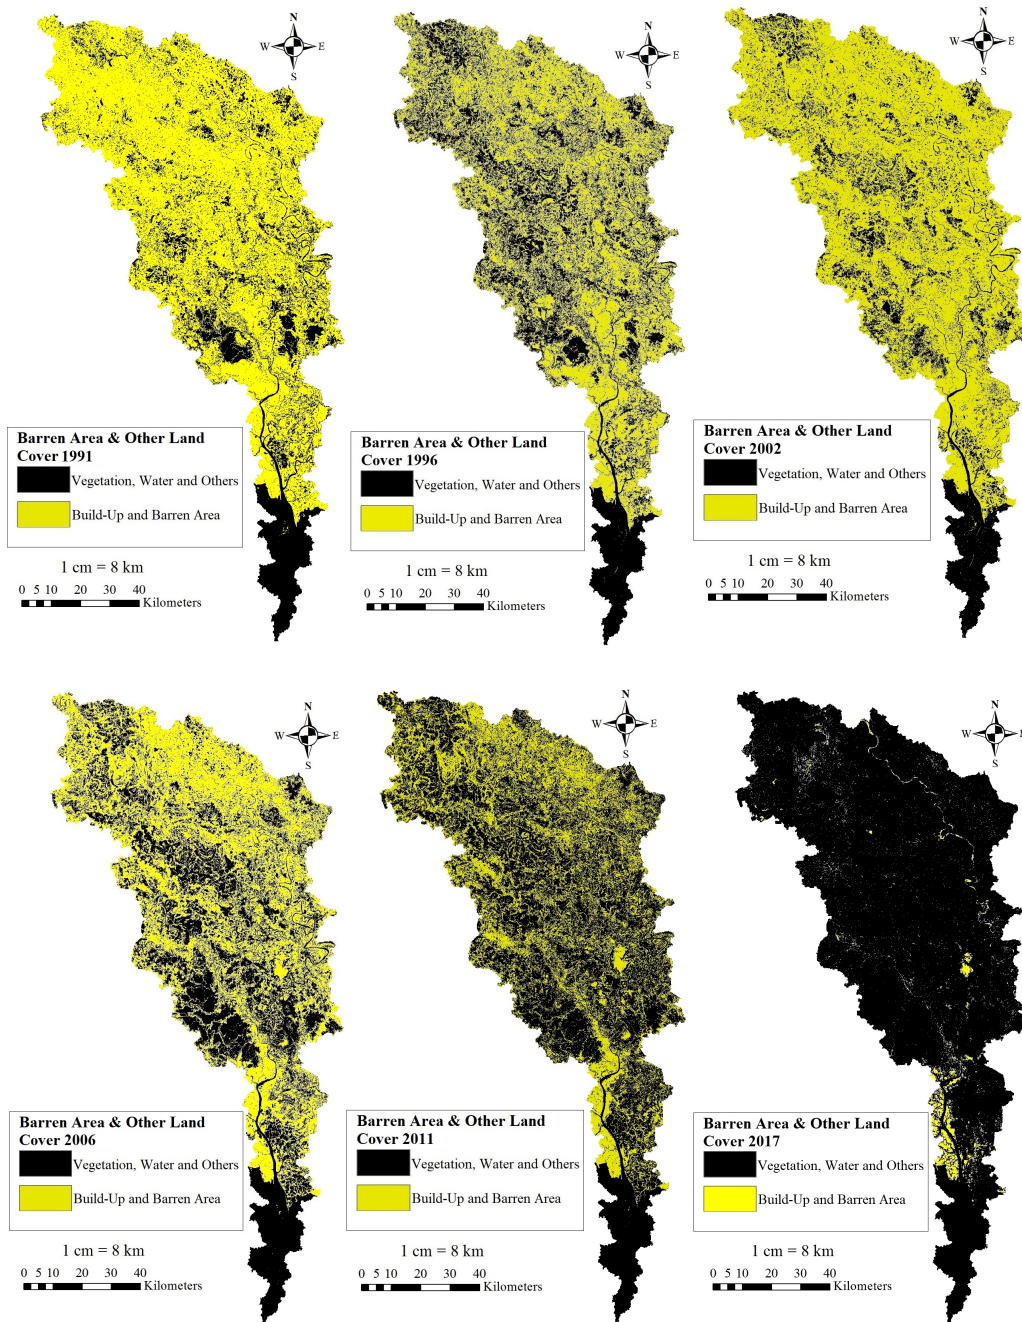 N
W E
S
Barren Area & Other Land
Cover 1991
Vegetation, Water and Others
Build-Up and Barren Area
1 cm = 8 km
0 5 10 20 30 40
Kilometers
N
W E
S
Barren Area & Other Land
Cover 1996
Vegetation, Water and Others
Build-Up and Barren Area
1 cm = 8 km
0 5 10 20 30 40
Kilometers
N
W E
S
Barren Area & Other Land
Cover 2002
Vegetation, Water and Others
Build-Up and Barren Area
1 cm = 8 km
0 5 10 20 30 40
Kilometers
N
W E
S
Barren Area & Other Land
Cover 2006
Vegetation, Water and Others
Build-Up and Barren Area
1 cm = 8 km
0 5 10 20 30 40
Kilometers
N
W E
S
Barren Area & Other Land
Cover 2011
Vegetation, Water and Others
Build-Up and Barren Area
1 cm = 8 km
0 5 10 20 30 40
Kilometers
N
W E
S
Barren Area & Other Land
Cover 2017
Vegetation, Water and Others
Build-Up and Barren Area
1 cm = 8 km
0 5 10 20 30 40
Kilometers